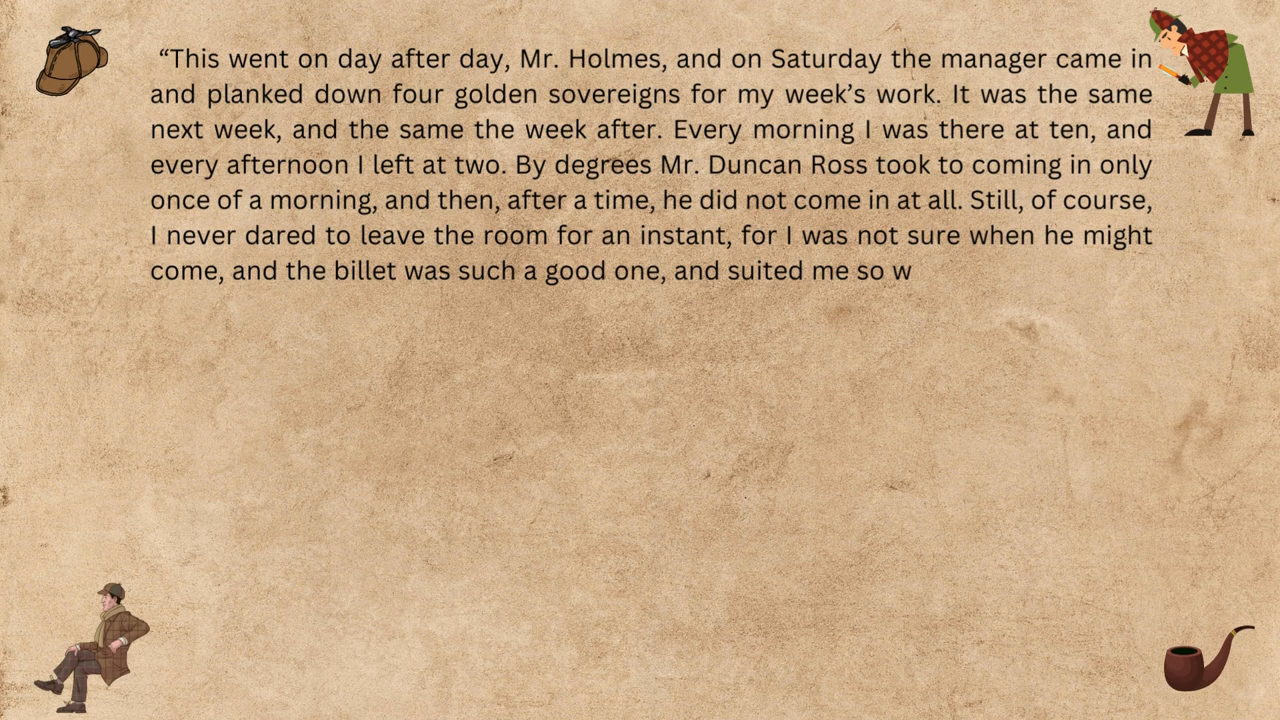 “This went on day after day, Mr. Holmes, and on Saturday the manager came in
and planked down four golden sovereigns for my week’s work. It was the same
next week, and the same the week after. Every morning I was there at ten, and
every afternoon I left at two. By degrees Mr. Duncan Ross took to coming in only
once of a morning, and then, after a time, he did not come in at all. Still, of course,
I never dared to leave the room for an instant, for I was not sure when he might
come, and the billet was such a good one, and suited me so w